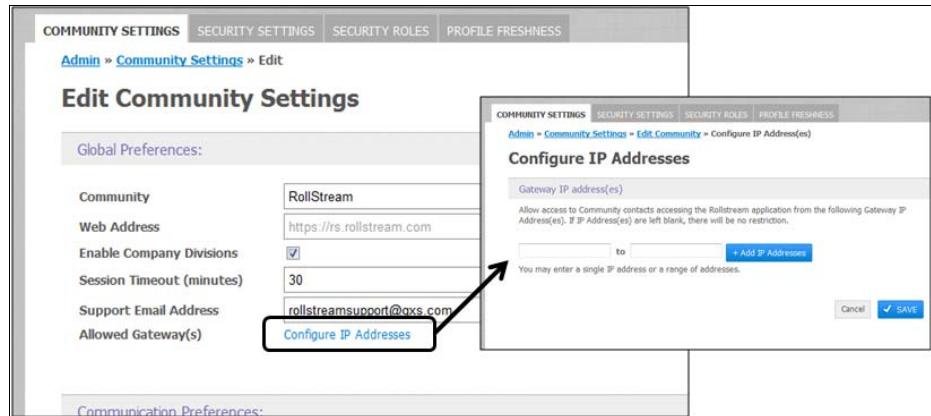 COMMUNITY SETTINGS SECURITY SETTINGS SECURITY ROLES PROFILE FRESHNESS
Admin » Community Settings » Edit
Edit Community Settings
Global Preferences:
Community RollStream
Web Address https://rs.rollstream.com
Enable Company Divisions
Session Timeout (minutes) 30
Support Email Address rollstreamsupport@gxs.com
Allowed Gateway(s) Configure IP Addresses
Communication Preferences:
COMMUNITY SETTINGS SECURITY SETTINGS SECURITY ROLES PROFILE FRESHNESS
Admin » Community Settings » Edit Community » Configure IP Address(es)
Configure IP Addresses
Gateway IP address(es)
Allow access to Community contacts accessing the Rollstream application from the following Gateway IP
Address(es). If IP Address(es) are left blank, there will be no restriction.
to + Add IP Addresses
You may enter a single IP address or a range of addresses.
Cancel SAVE